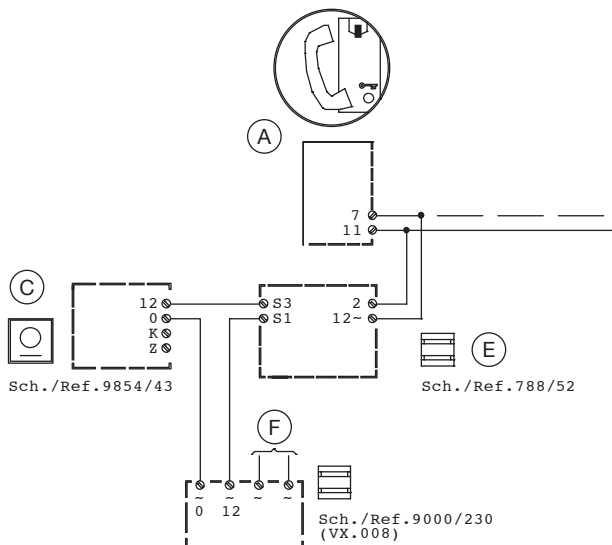 A
7
11
C
12
0
K
Z
S3
S1
2
12~
E
Sch./Ref.9854/43
Sch./Ref.788/52
F
~ ~ ~ ~
0 12
Sch./Ref.9000/230
(VX.008)